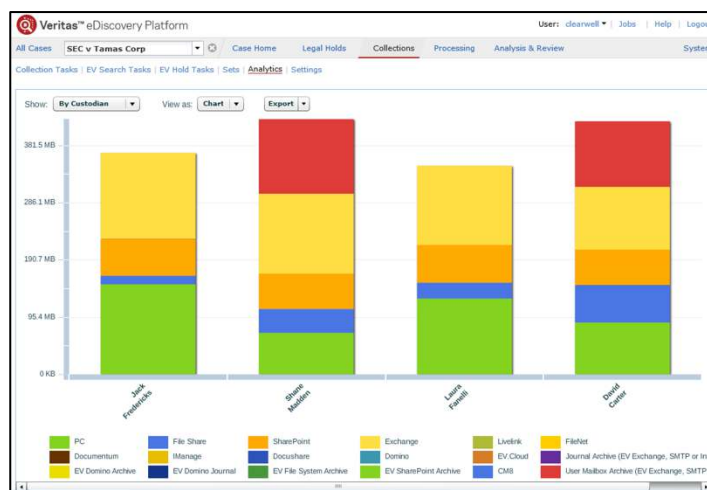 Veritas™ eDiscovery Platform
User: clearwell | Jobs | Help | Logou
All Cases SEC v Tamas Corp Case Home Legal Holds Collections Processing Analysis & Review System
Collection Tasks | EV Search Tasks | EV Hold Tasks | Sets | Analytics | Settings
Show: By Custodian View as: Chart Export
381.5 MB
286.1 MB
190.7 MB
95.4 MB
0 KB
Jack Fredericks
Shane Madden
Laura Fanelli
David Carter
PC File Share SharePoint Exchange Livelink FileNet
Documentum IManage Docushare Domino EV Cloud Journal Archive (EV Exchange, SMTP or In
EV Domino Archive EV Domino Journal EV File System Archive EV SharePoint Archive CM8 User Mailbox Archive (EV Exchange, SMTP